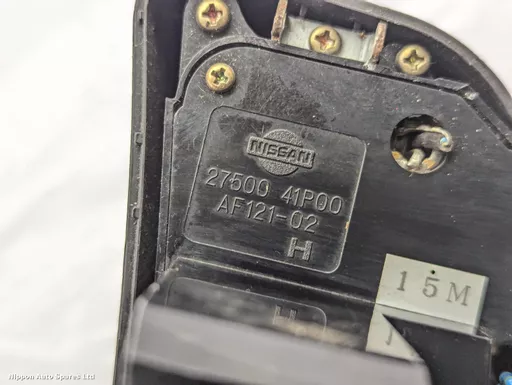 NISSAN
27500 41P00
AF121-02
H
15M
H
Nippon Auto Spares Ltd